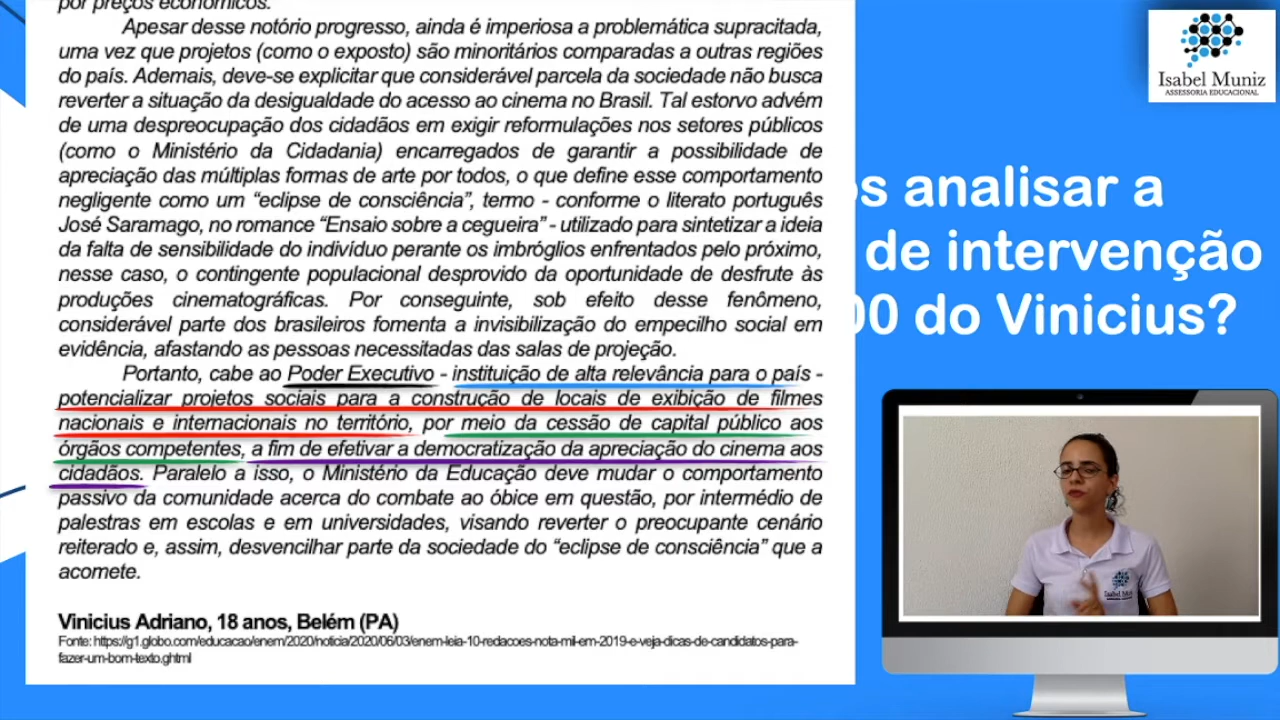 por preços econômicos.
Apesar desse notório progresso, ainda é imperiosa a problemática supracitada,
uma vez que projetos (como o exposto) são minoritários comparadas a outras regiões
do país. Ademais, deve-se explicitar que considerável parcela da sociedade não busca
reverter a situação da desigualdade do acesso ao cinema no Brasil. Tal estorvo advém
de uma despreocupação dos cidadãos em exigir reformulações nos setores públicos
(como o Ministério da Cidadania) encarregados de garantir a possibilidade de
apreciação das múltiplas formas de arte por todos, o que define esse comportamento
negligente como um “eclipse de consciência”, termo - conforme o literato português
José Saramago, no romance “Ensaio sobre a cegueira” - utilizado para sintetizar a ideia
da falta de sensibilidade do indivíduo perante os imbróglios enfrentados pelo próximo,
nesse caso, o contingente populacional desprovido da oportunidade de desfrute às
produções cinematográficas. Por conseguinte, sob efeito desse fenômeno,
considerável parte dos brasileiros fomenta a invisibilização do empecilho social em
evidência, afastando as pessoas necessitadas das salas de projeção.
Portanto, cabe ao Poder Executivo - instituição de alta relevância para o país -
potencializar projetos sociais para a construção de locais de exibição de filmes
nacionais e internacionais no território, por meio da cessão de capital público aos
órgãos competentes, a fim de efetivar a democratização da apreciação do cinema aos
cidadãos. Paralelo a isso, o Ministério da Educação deve mudar o comportamento
passivo da comunidade acerca do combate ao óbice em questão, por intermédio de
palestras em escolas e em universidades, visando reverter o preocupante cenário
reiterado e, assim, desvencilhar parte da sociedade do “eclipse de consciência” que a
acomete.
Vinicius Adriano, 18 anos, Belém (PA)
Fonte: https://g1.globo.com/educacao/enem/2020/noticia/2020/06/03/enem-leia-10-redacoes-nota-mil-em-2019-e-veja-dicas-de-candidatos-para-
fazer-um-bom-texto.ghtml
Isabel Muniz
ASSESSORIA EDUCACIONAL
os analisar a
de intervenção
00 do Vinicius?